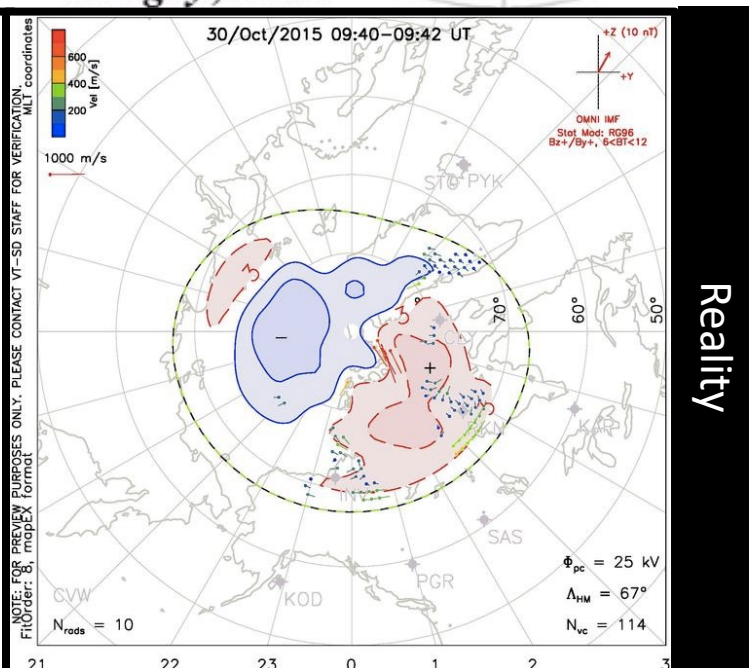 30/Oct/2015 09:40-09:42 UT
+Z (10 nT)
+Y
OMNI IMF
Stat Mod: RG96
Bz+/By+, 6<BT<12
600
400
200
Vel [m/s]
1000 m/s
MLT coordinates
NOTE: FOR PREVIEW PURPOSES ONLY. PLEASE CONTACT VT-SD STAFF FOR VERIFICATION.
FitOrder: 8, mapEX format
STO
PYK
3
3
70°
60°
50°
−
+
SAS
PGR
KOD
CVW
Nrads = 10
Φpc = 25 kV
ΛHM = 67°
Nvc = 114
21 22 23 0 1 2 3
Reality